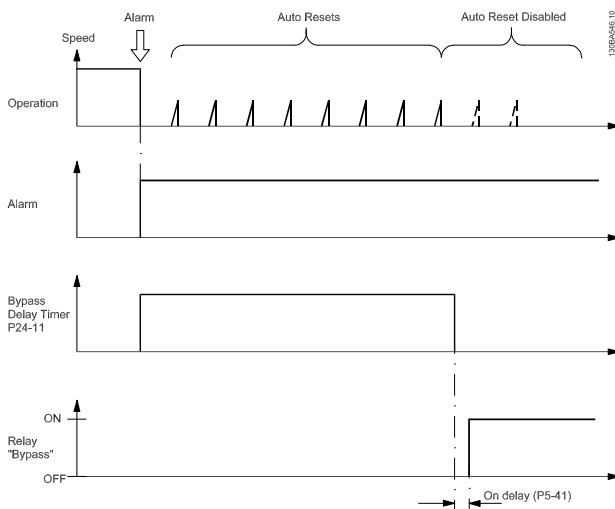 Alarm
Auto Resets
Auto Reset Disabled
130BA546.10
Speed
Operation
Alarm
Bypass
Delay Timer
P24-11
ON
Relay
"Bypass"
OFF
On delay (P5-41)